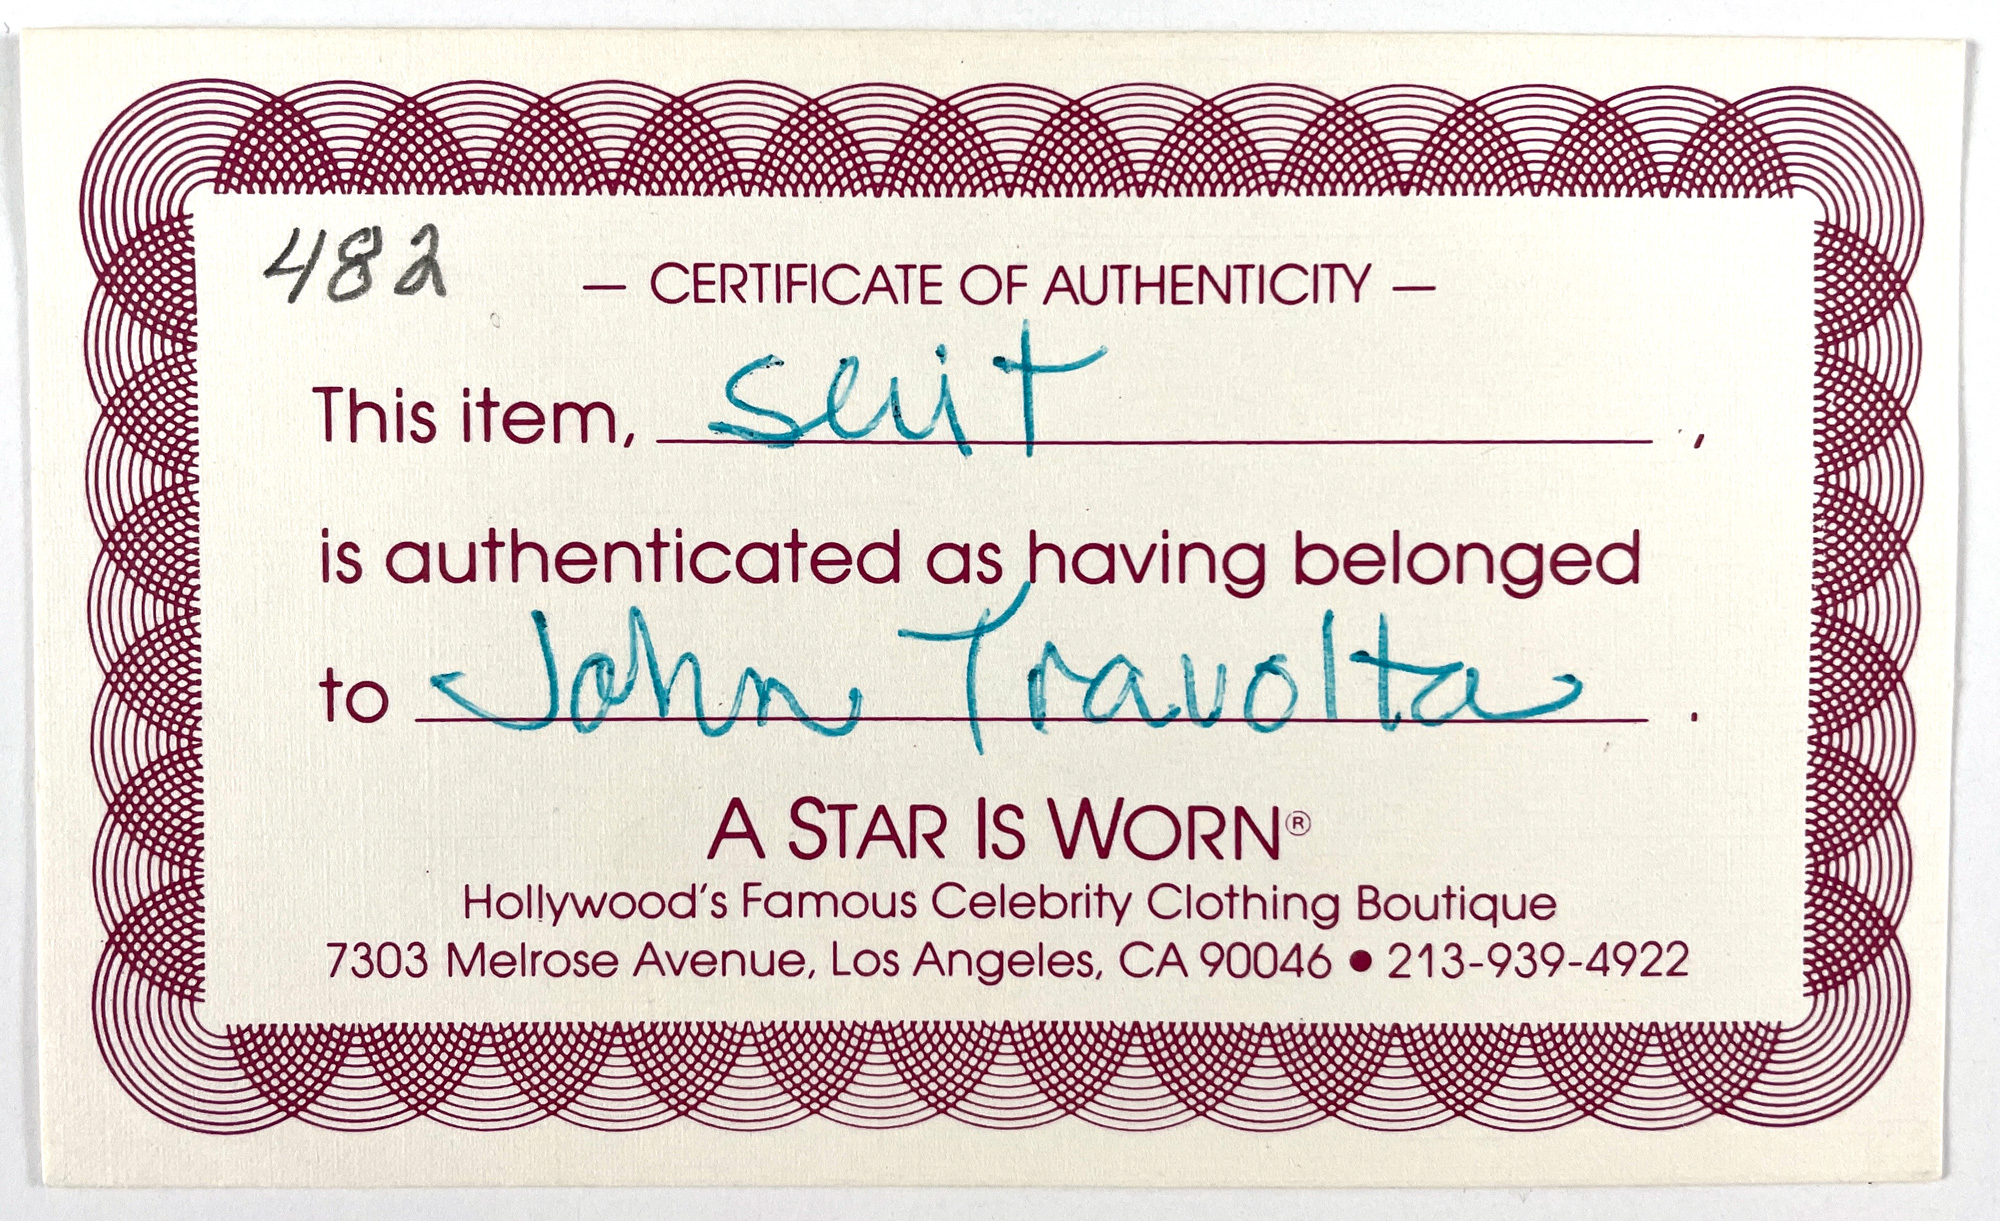 482
— CERTIFICATE OF AUTHENTICITY —
This item, suit ,
is authenticated as having belonged
to John Travolta .
A STAR IS WORN®
Hollywood's Famous Celebrity Clothing Boutique
7303 Melrose Avenue, Los Angeles, CA 90046 • 213-939-4922